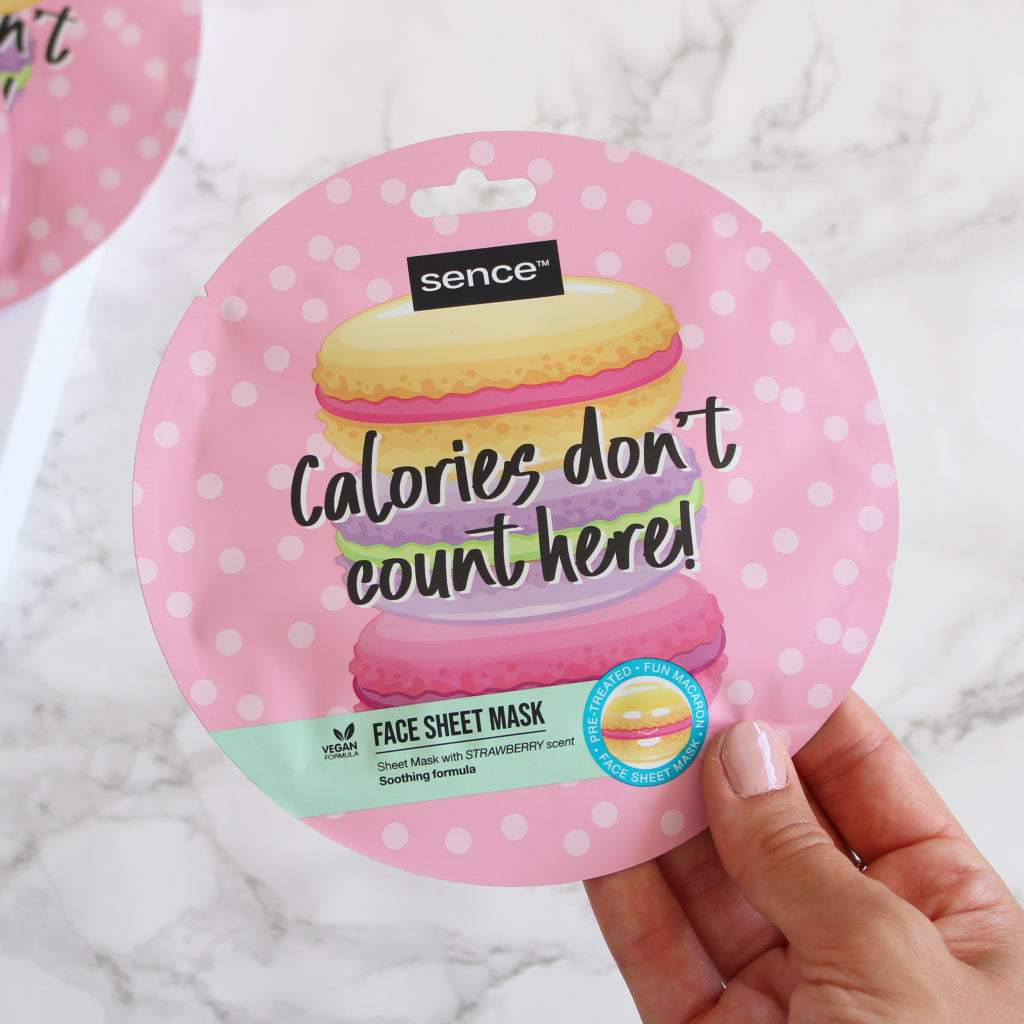 n't
sence™
Calories don't
count here!
VEGAN
FORMULA
FACE SHEET MASK
Sheet Mask with STRAWBERRY scent
Soothing formula
• PRE-TREATED • FUN MACARON
• FACE SHEET MASK •